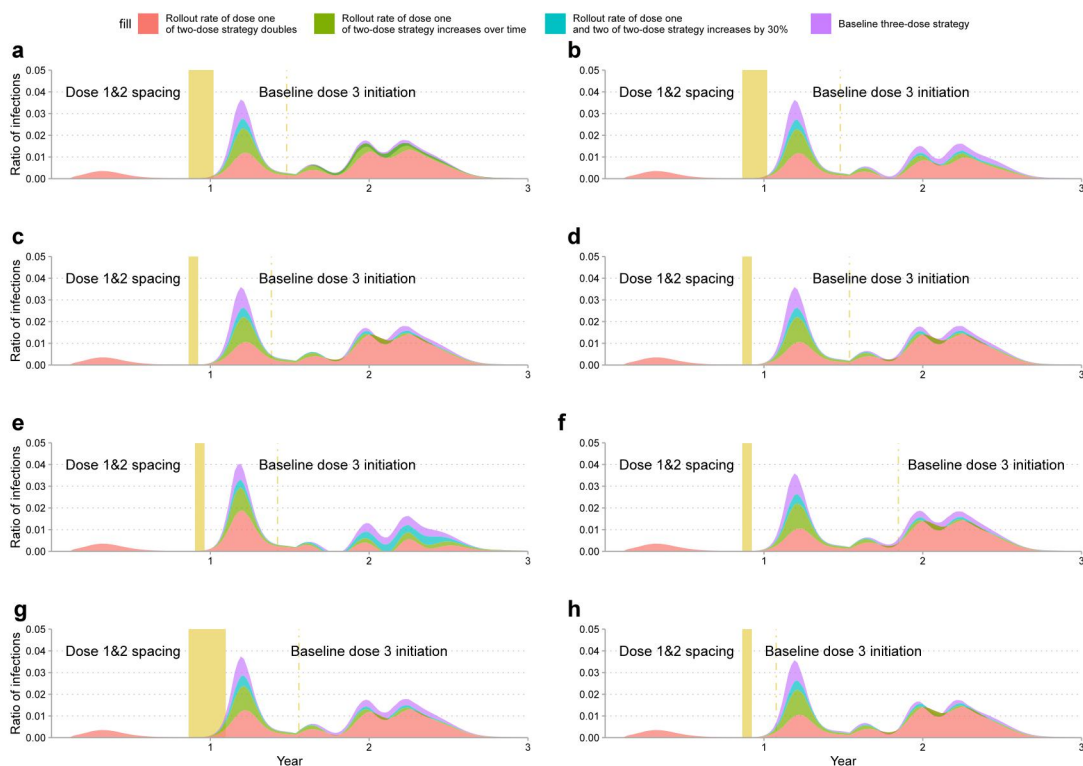 fill
Rollout rate of dose one
of two-dose strategy doubles
Rollout rate of dose one
of two-dose strategy increases over time
Rollout rate of dose one
and two of two-dose strategy increases by 30%
Baseline three-dose strategy
a
Ratio of infections
0.05
0.04
0.03
0.02
0.01
0.00
Dose 1&2 spacing
Baseline dose 3 initiation
1
2
3
b
0.05
0.04
0.03
0.02
0.01
0.00
Dose 1&2 spacing
Baseline dose 3 initiation
1
2
3
c
Ratio of infections
0.05
0.04
0.03
0.02
0.01
0.00
Dose 1&2 spacing
Baseline dose 3 initiation
1
2
3
d
0.05
0.04
0.03
0.02
0.01
0.00
Dose 1&2 spacing
Baseline dose 3 initiation
1
2
3
e
Ratio of infections
0.05
0.04
0.03
0.02
0.01
0.00
Dose 1&2 spacing
Baseline dose 3 initiation
1
2
3
f
0.05
0.04
0.03
0.02
0.01
0.00
Dose 1&2 spacing
Baseline dose 3 initiation
1
2
3
g
Ratio of infections
0.05
0.04
0.03
0.02
0.01
0.00
Dose 1&2 spacing
Baseline dose 3 initiation
1
2
3
Year
h
0.05
0.04
0.03
0.02
0.01
0.00
Dose 1&2 spacing
Baseline dose 3 initiation
1
2
3
Year